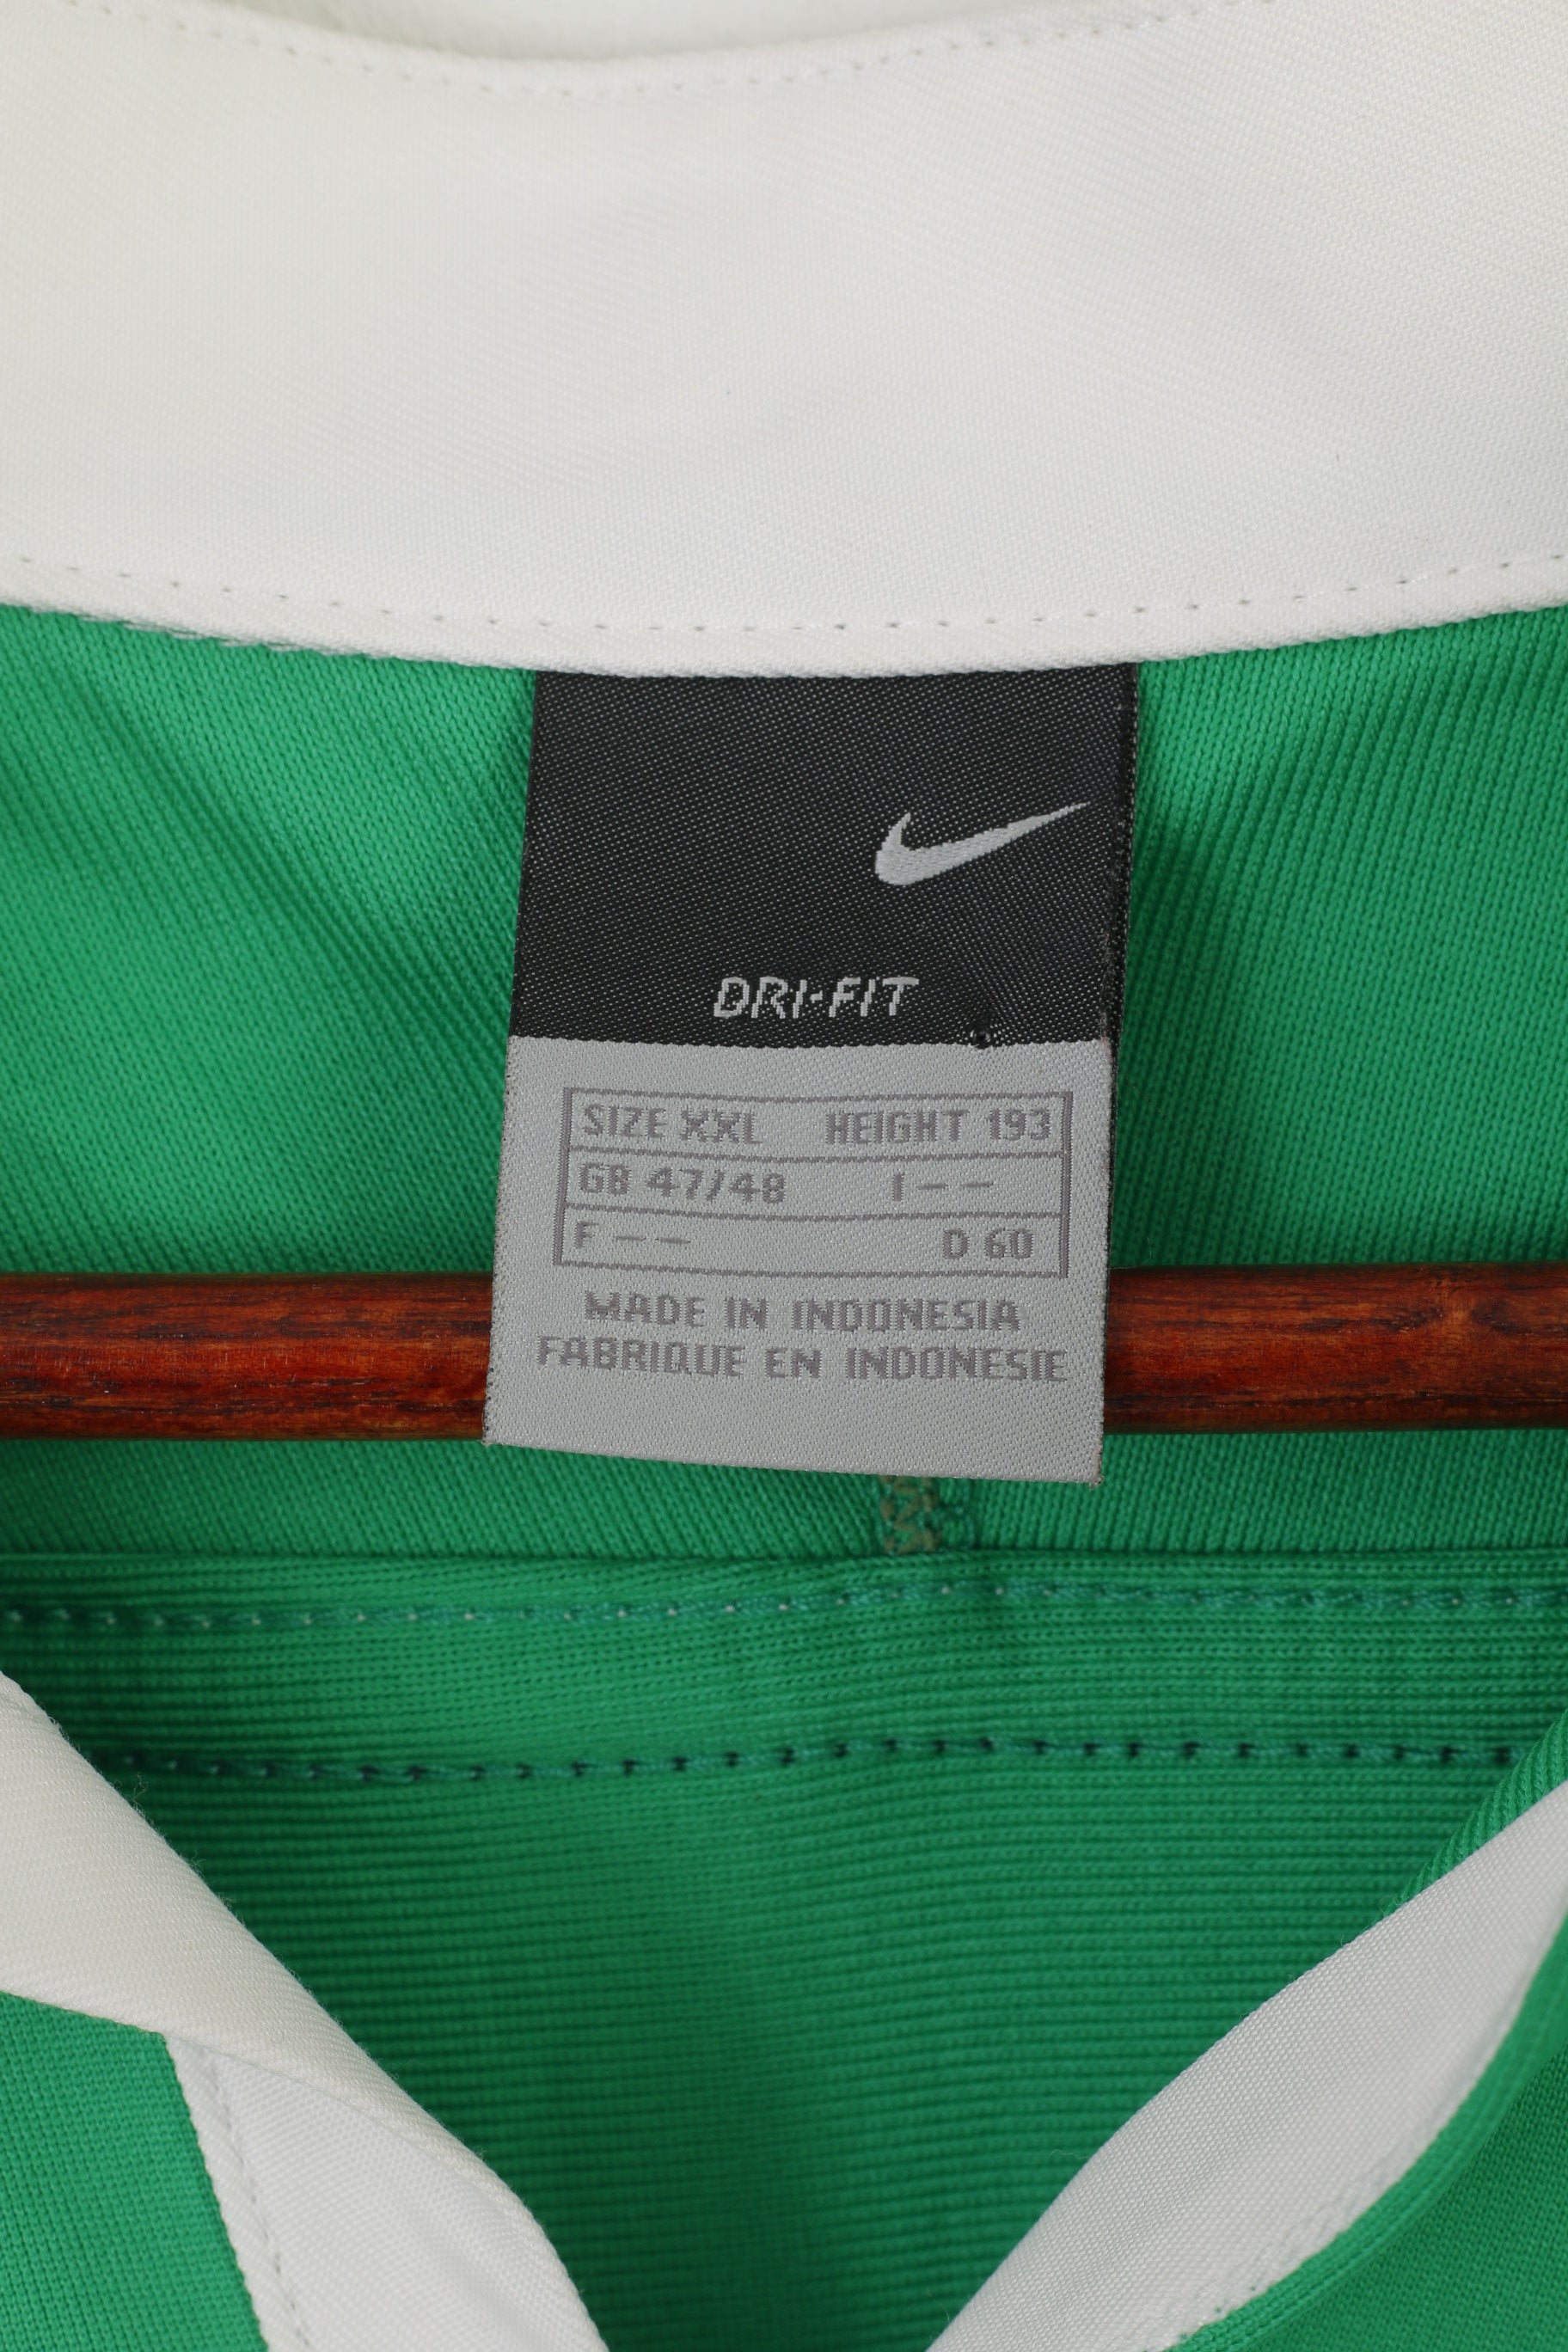 DRI-FIT
SIZE XXL HEIGHT 193
GB 47/48 I – –
F – – D 60
MADE IN INDONESIA
FABRIQUE EN INDONESIE